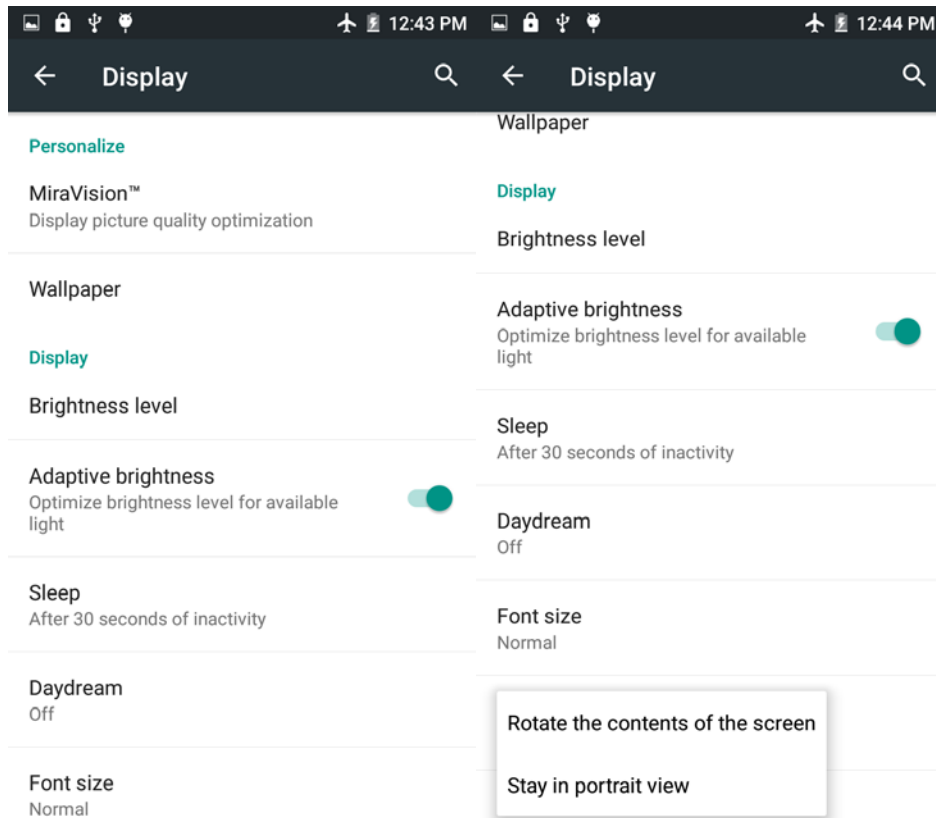 12:43 PM
Display
Personalize
MiraVision™
Display picture quality optimization
Wallpaper
Display
Brightness level
Adaptive brightness
Optimize brightness level for available
light
Sleep
After 30 seconds of inactivity
Daydream
Off
Font size
Normal
12:44 PM
Display
Wallpaper
Display
Brightness level
Adaptive brightness
Optimize brightness level for available
light
Sleep
After 30 seconds of inactivity
Daydream
Off
Font size
Normal
Rotate the contents of the screen
Stay in portrait view